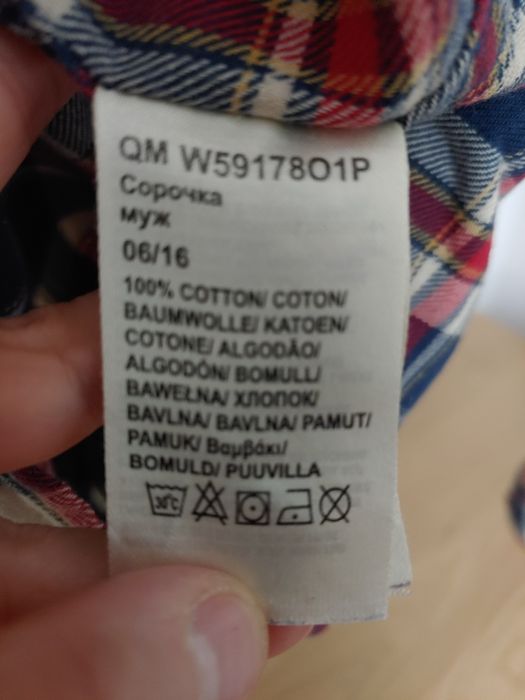 QM W59178O1P
Сорочка
муж
06/16
100% COTTON/ COTON/
BAUMWOLLE/ KATOEN/
COTONE/ ALGODÃO/
ALGODÓN/ BOMULL/
BAWEŁNA/ ХЛОПОК/
BAVLNA/ BAVLNA/ PAMUT/
PAMUK/ Βαμβάκι/
BOMULD/ PUUVILLA
30°C